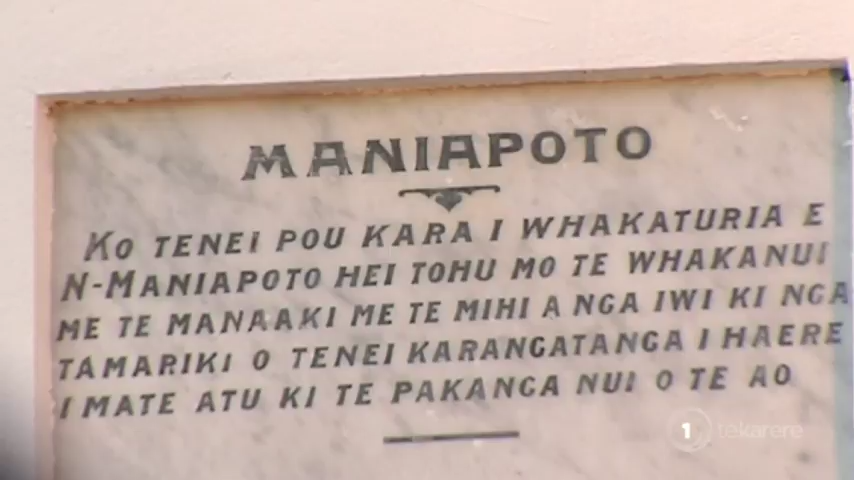 MANIAPOTO
KO TENEI POU KARA I WHAKATURIA E
N-MANIAPOTO HEI TOHU MO TE WHAKANUI
ME TE MANAAKI ME TE MIHI A NGA IWI KI NGA
TAMARIKI O TENEI KARANGATANGA I HAERE
I MATE ATU KI TE PAKANGA NUI O TE AO
1 tekarere